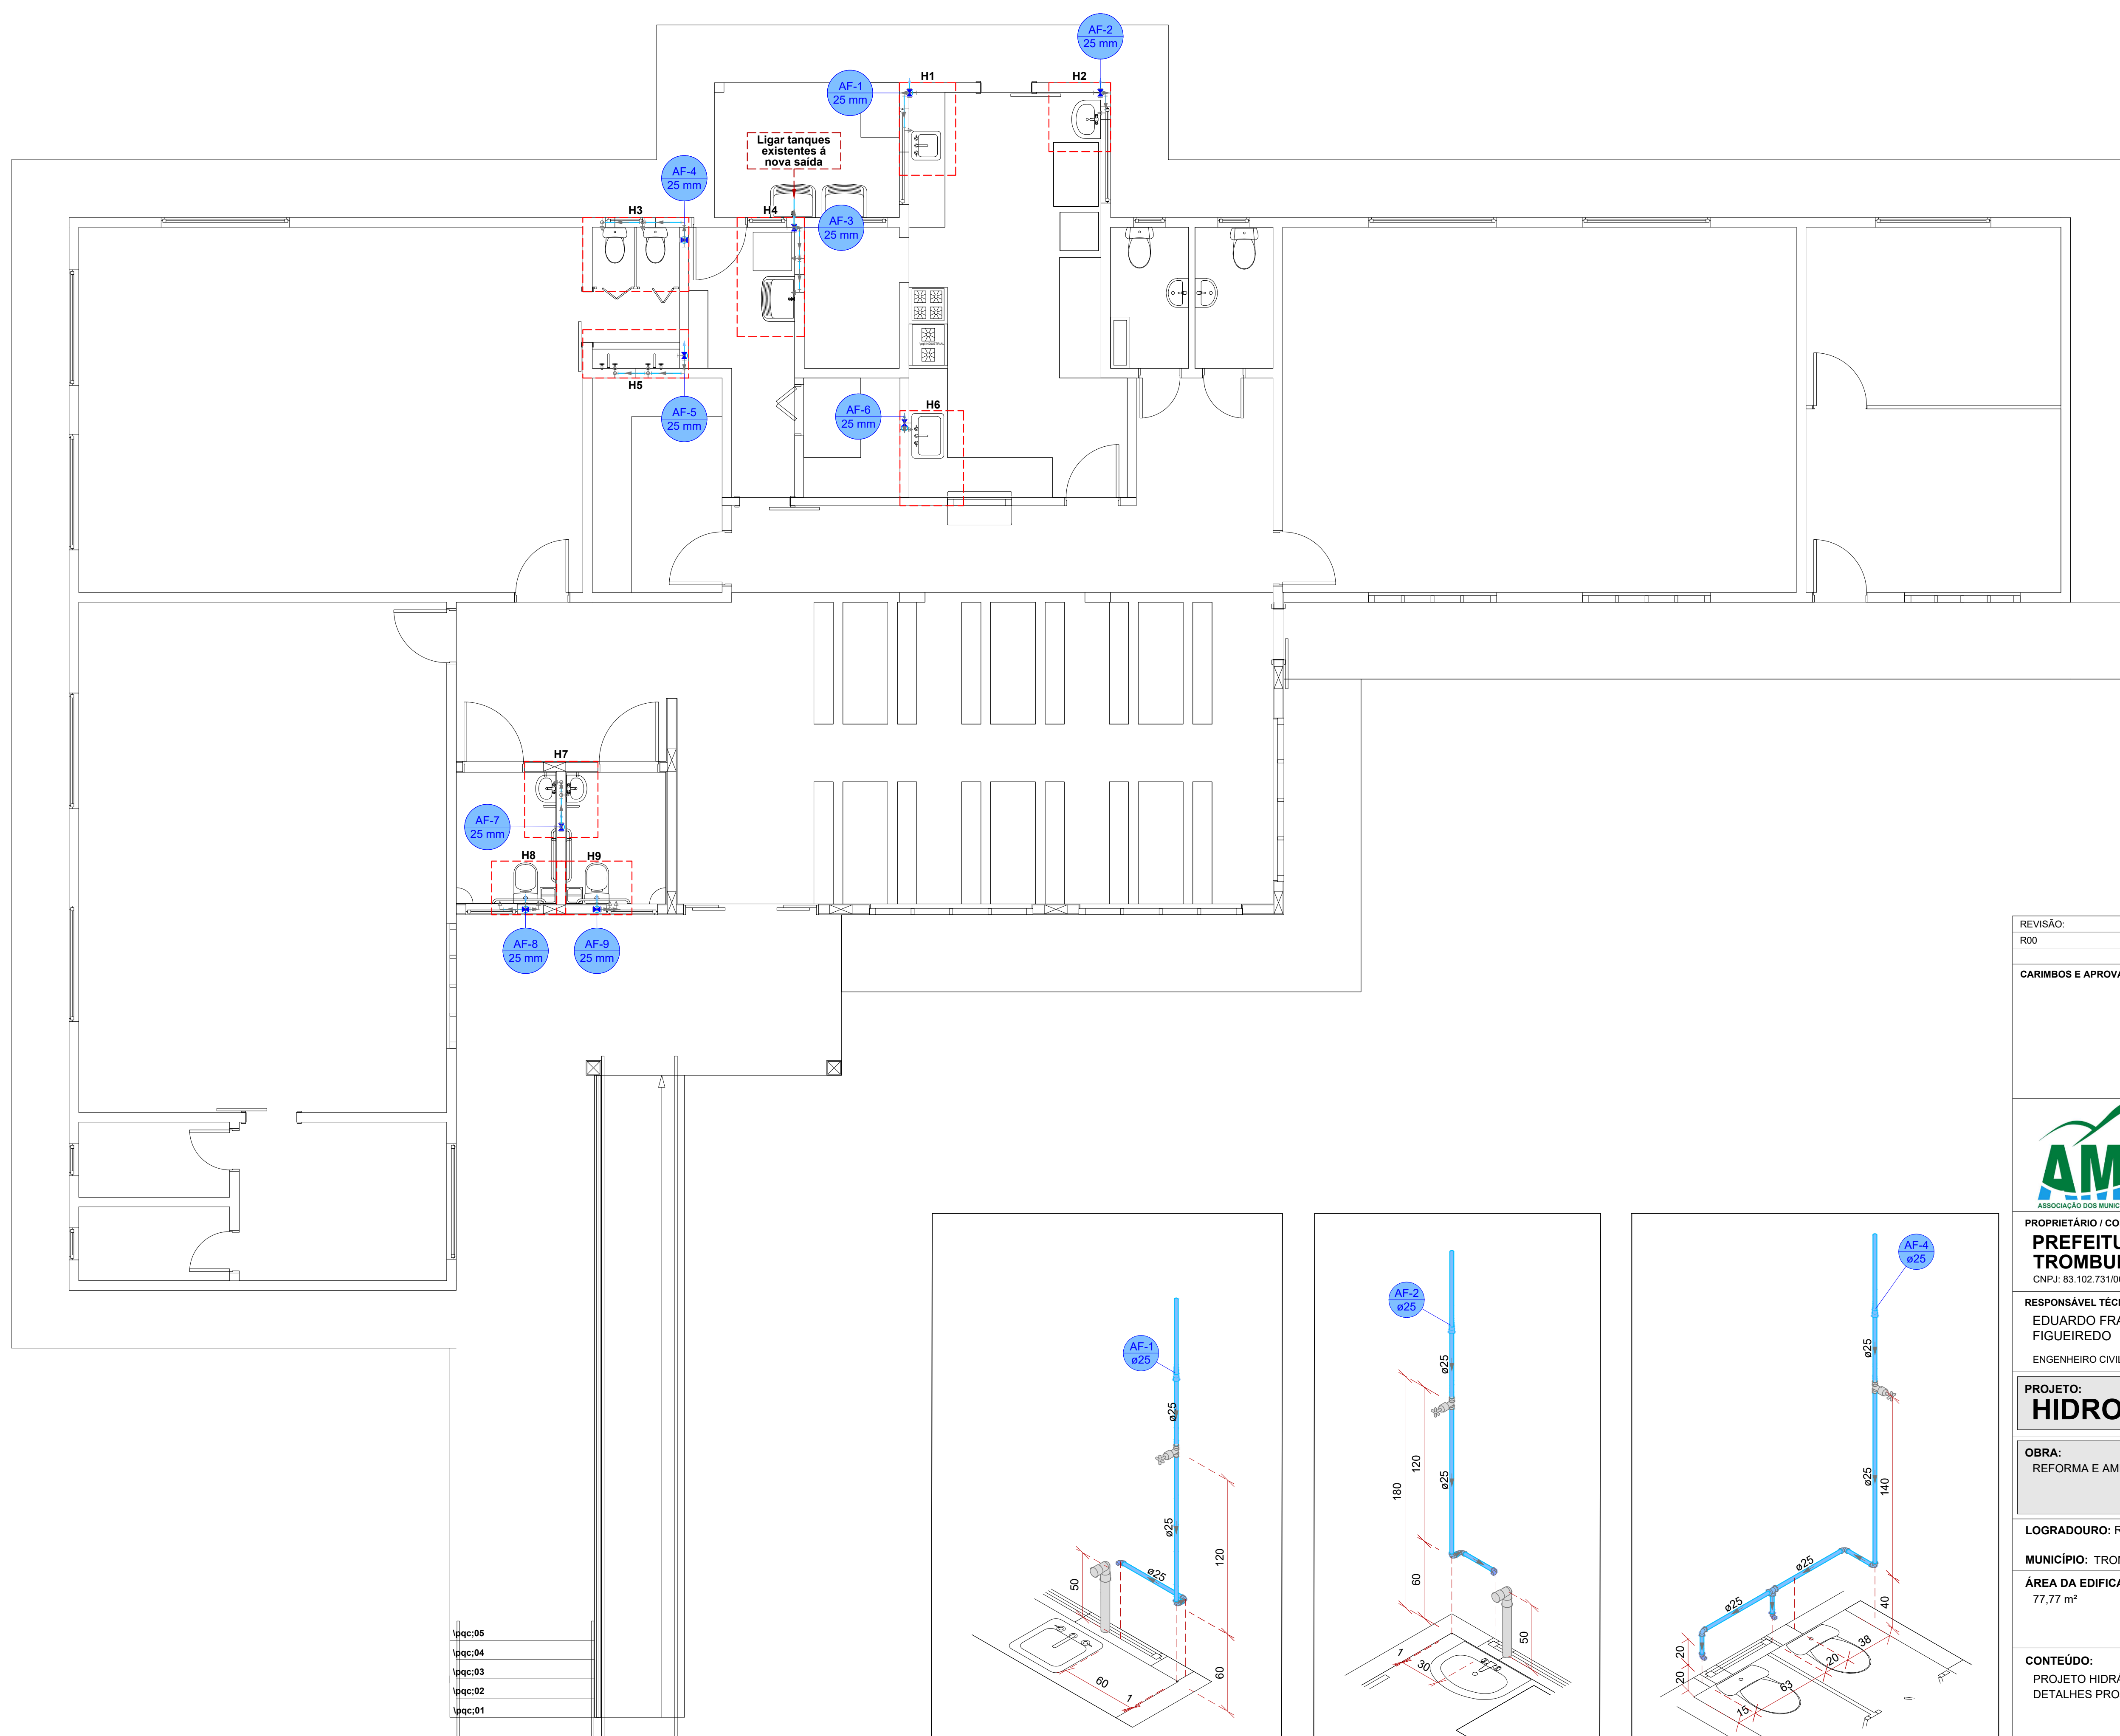 AF-2
25 mm
H1
H2
AF-1
25 mm
Ligar tanques
existentes á
nova saída
AF-4
25 mm
H3
H4
AF-3
25 mm
H5
AF-5
25 mm
AF-6
25 mm
H6
H7
AF-7
25 mm
H8
H9
AF-8
25 mm
AF-9
25 mm
\pqc;05
\pqc;04
\pqc;03
\pqc;02
\pqc;01
AF-1
ø25
ø25
ø25
ø25
50
120
60
60
1
AF-2
ø25
ø25
ø25
180
120
60
50
1
30
AF-4
ø25
ø25
ø25
140
ø25
ø25
40
20
20
38
20
63
15
REVISÃO:
R00
CARIMBOS E APROVA
AM
ASSOCIAÇÃO DOS MUNIC
PROPRIETÁRIO / CO
PREFEITU
TROMBU
CNPJ: 83.102.731/0
RESPONSÁVEL TÉC
EDUARDO FRA
FIGUEIREDO
ENGENHEIRO CIVIL
PROJETO:
HIDRO
OBRA:
REFORMA E AM
LOGRADOURO: R
MUNICÍPIO: TRO
ÁREA DA EDIFICA
77,77 m²
CONTEÚDO:
PROJETO HIDRÁ
DETALHES PRO